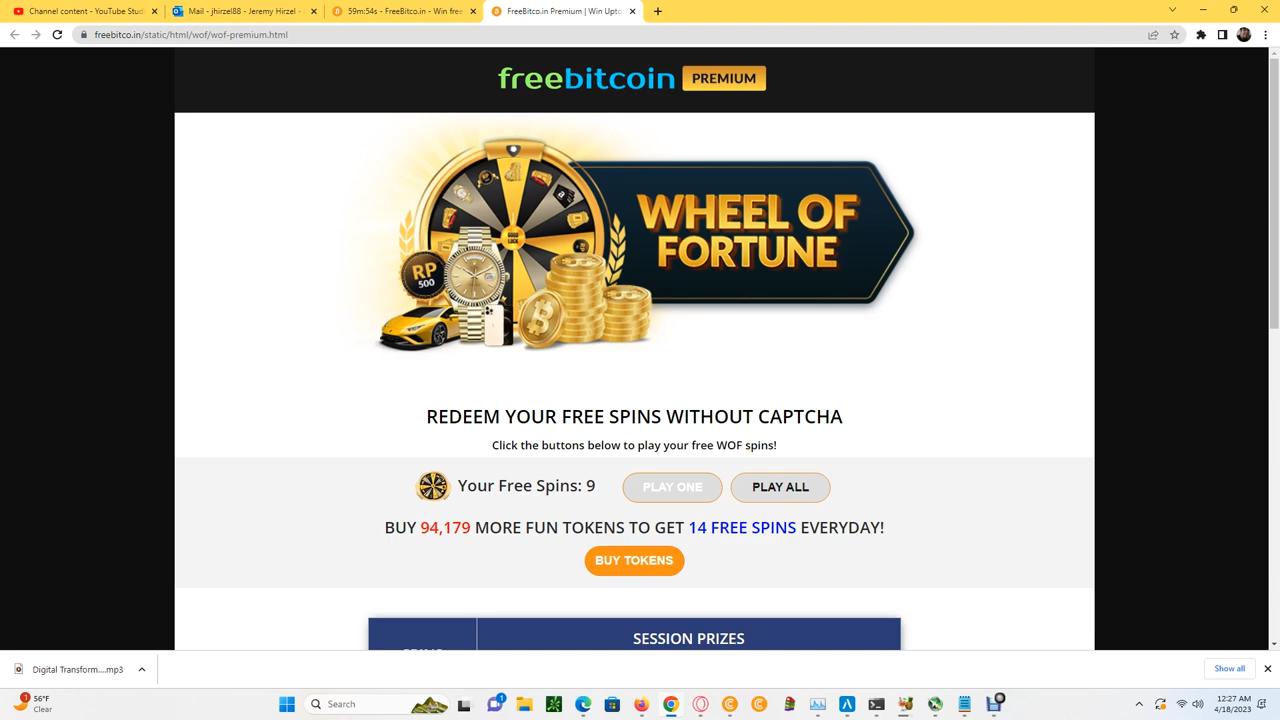 Channel content - YouTube Stud
Mail - jhirzel88 - Jeremy Hirzel -
59m:54s - FreeBitco.in - Win free
FreeBitco.in Premium | Win Upto
freebitco.in/static/html/wof/wof-premium.html
freebitcoin PREMIUM
GOOD LUCK
WHEEL OF
FORTUNE
RP
500
REDEEM YOUR FREE SPINS WITHOUT CAPTCHA
Click the buttons below to play your free WOF spins!
Your Free Spins: 9 PLAY ONE PLAY ALL
BUY 94,179 MORE FUN TOKENS TO GET 14 FREE SPINS EVERYDAY!
BUY TOKENS
SESSION PRIZES
Digital Transform....mp3
Show all
1
56°F
Clear
Search
1
12:27 AM
4/18/2023